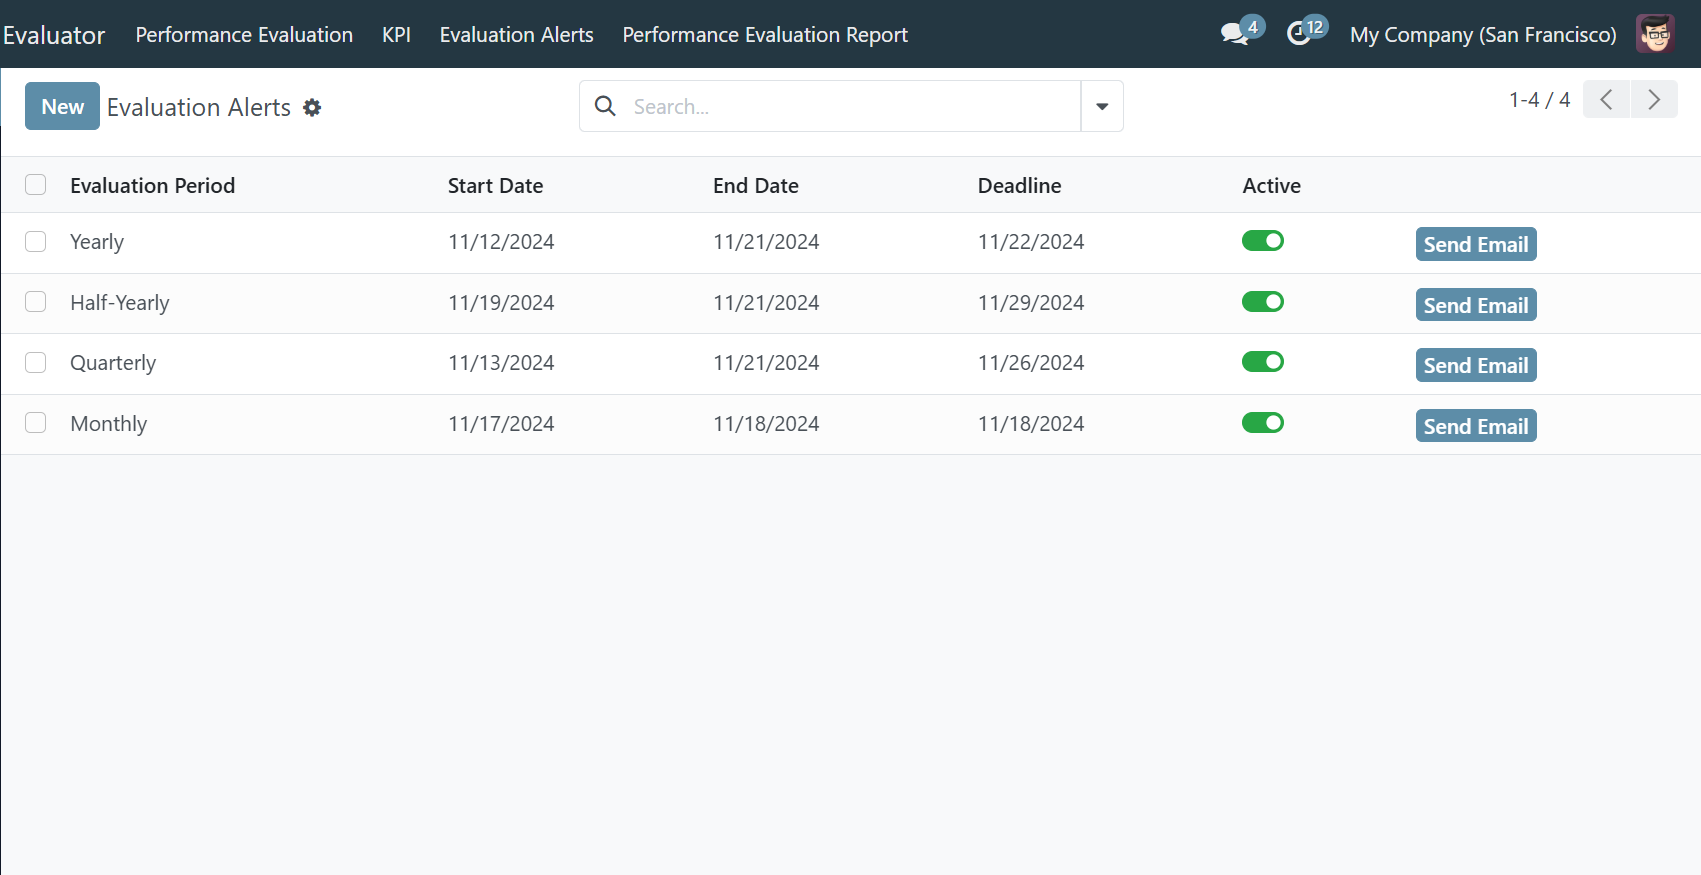 Evaluator Performance Evaluation KPI Evaluation Alerts Performance Evaluation Report 4 12 My Company (San Francisco)
New Evaluation Alerts Search... 1-4 / 4
Evaluation Period Start Date End Date Deadline Active
Yearly 11/12/2024 11/21/2024 11/22/2024 Send Email
Half-Yearly 11/19/2024 11/21/2024 11/29/2024 Send Email
Quarterly 11/13/2024 11/21/2024 11/26/2024 Send Email
Monthly 11/17/2024 11/18/2024 11/18/2024 Send Email